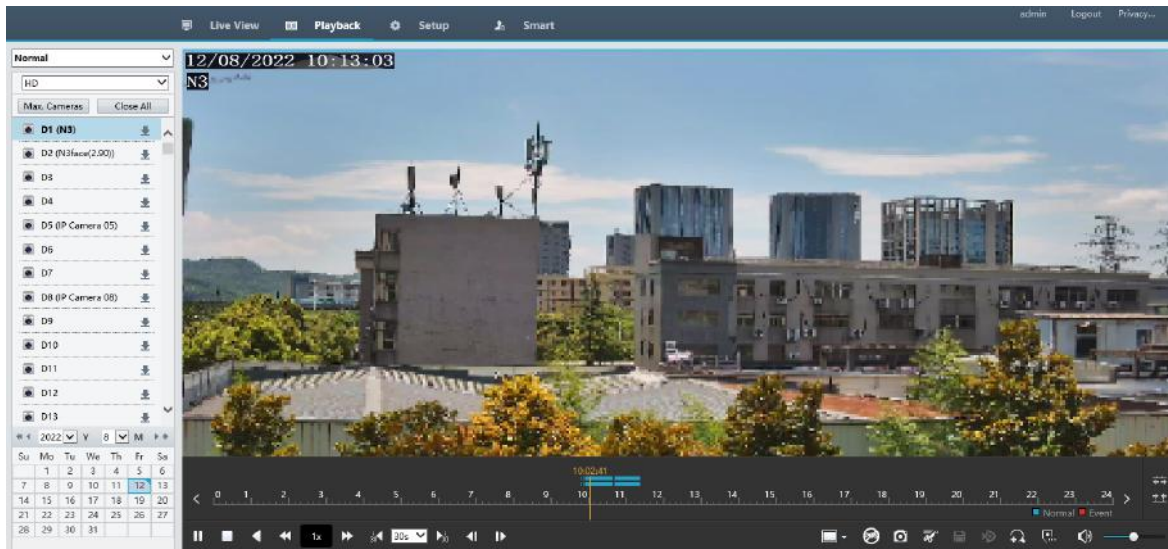 admin Logout Privacy...
Live View Playback Setup Smart
Normal
HD
Max. Cameras Close All
D1 (N3)
D2 (N3face(2.90))
D3
D4
D5 (IP Camera 05)
D6
D7
D8 (IP Camera 08)
D9
D10
D11
D12
D13
2022 Y 8 M
Su Mo Tu We Th Fr Sa
1 2 3 4 5 6
7 8 9 10 11 12 13
14 15 16 17 18 19 20
21 22 23 24 25 26 27
28 29 30 31
12/08/2022 10:13:03
N3
10:02:41
0 1 2 3 4 5 6 7 8 9 10 11 12 13 14 15 16 17 18 19 20 21 22 23 24
Normal Event
1x 30s